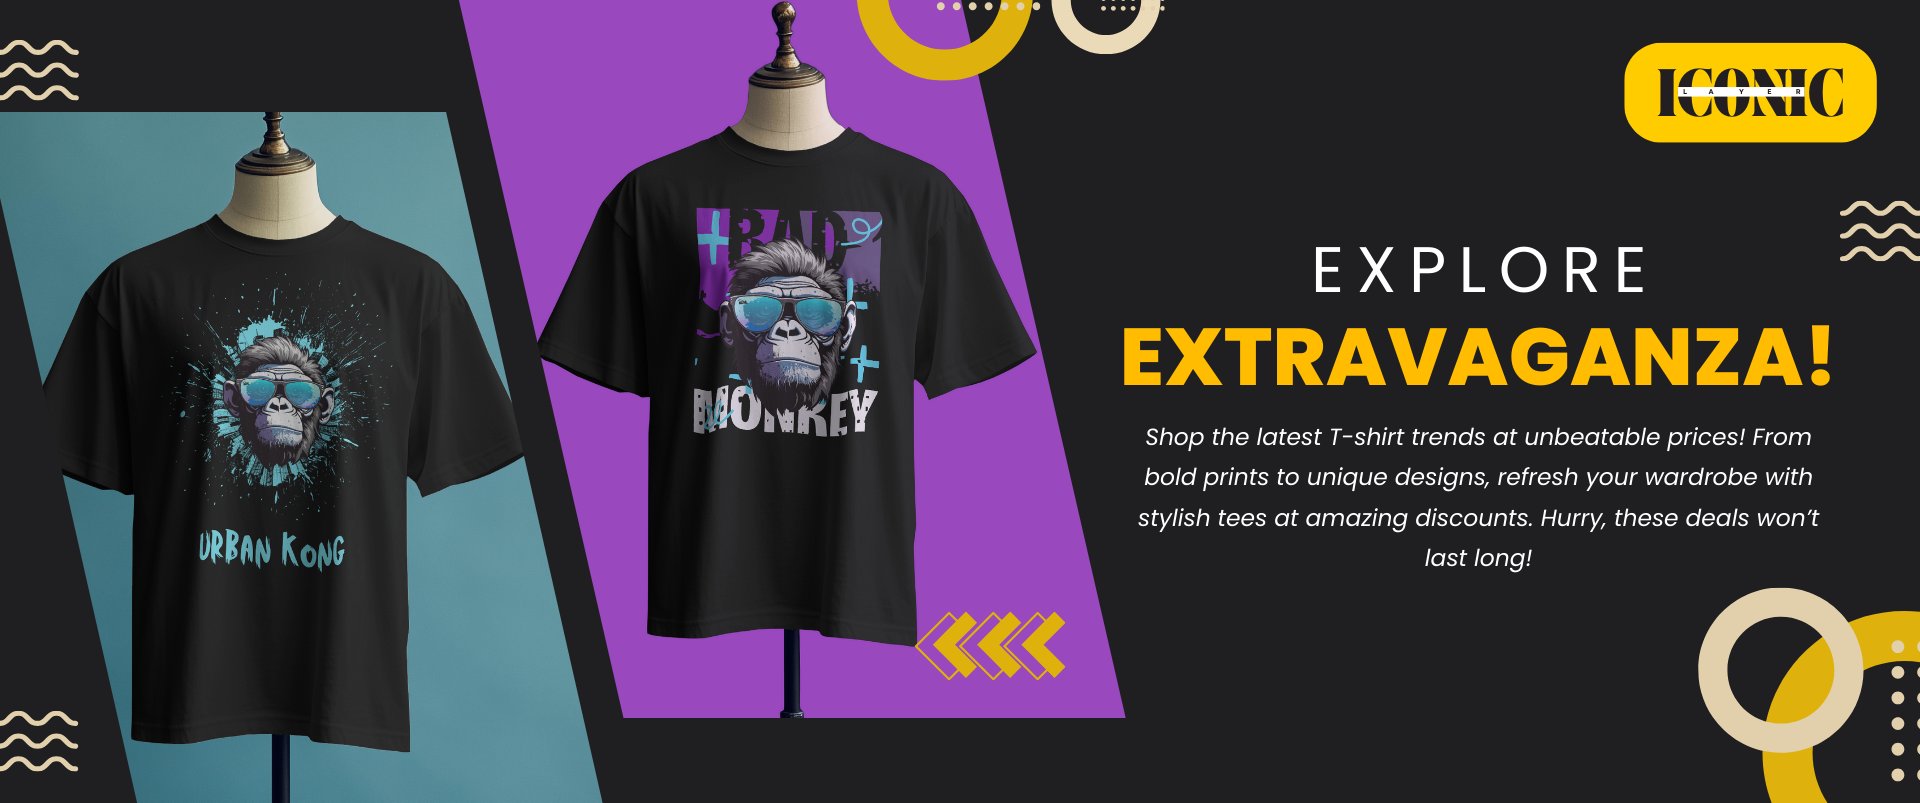 ICONIC
LAYER
EXPLORE
EXTRAVAGANZA!
Shop the latest T-shirt trends at unbeatable prices! From
bold prints to unique designs, refresh your wardrobe with
stylish tees at amazing discounts. Hurry, these deals won’t
last long!
BAD
MONKEY
URBAN KONG